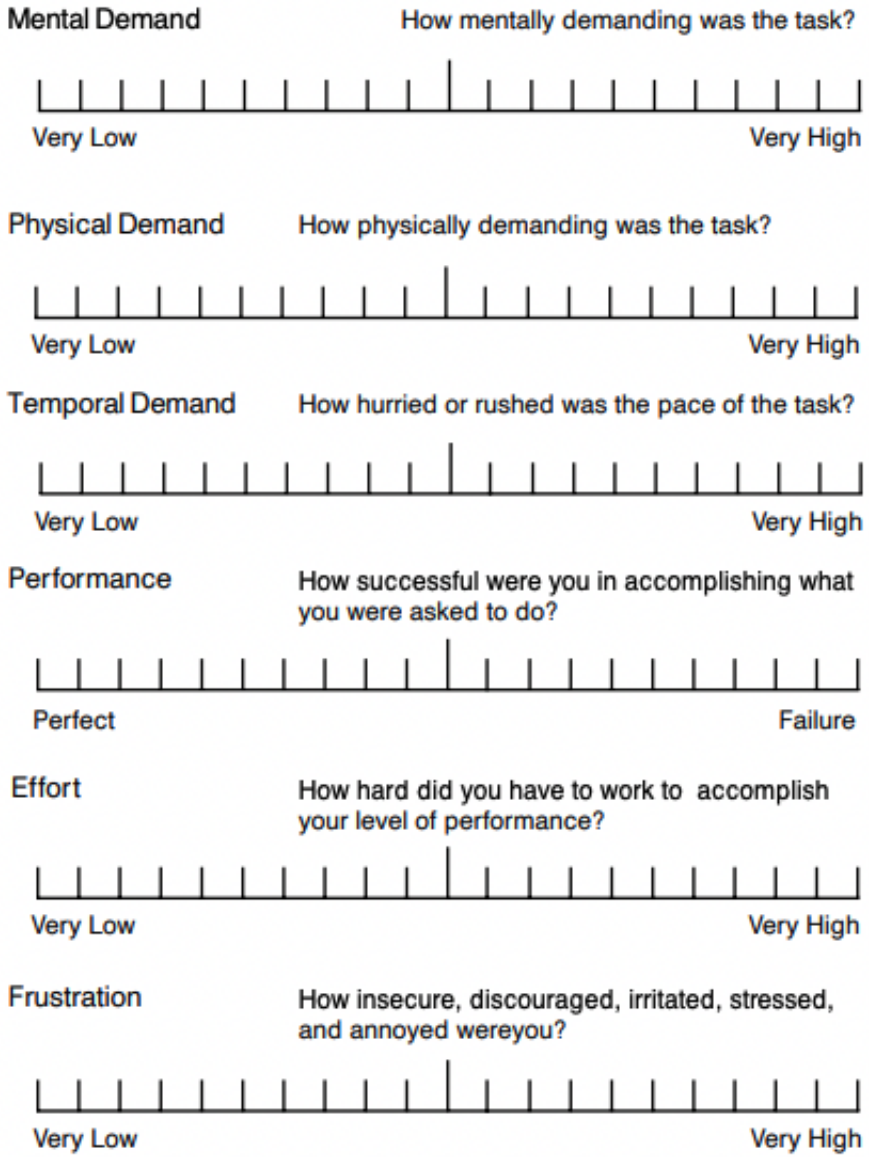 Mental Demand How mentally demanding was the task?
Very Low Very High
Physical Demand How physically demanding was the task?
Very Low Very High
Temporal Demand How hurried or rushed was the pace of the task?
Very Low Very High
Performance How successful were you in accomplishing what
you were asked to do?
Perfect Failure
Effort How hard did you have to work to accomplish
your level of performance?
Very Low Very High
Frustration How insecure, discouraged, irritated, stressed,
and annoyed wereyou?
Very Low Very High